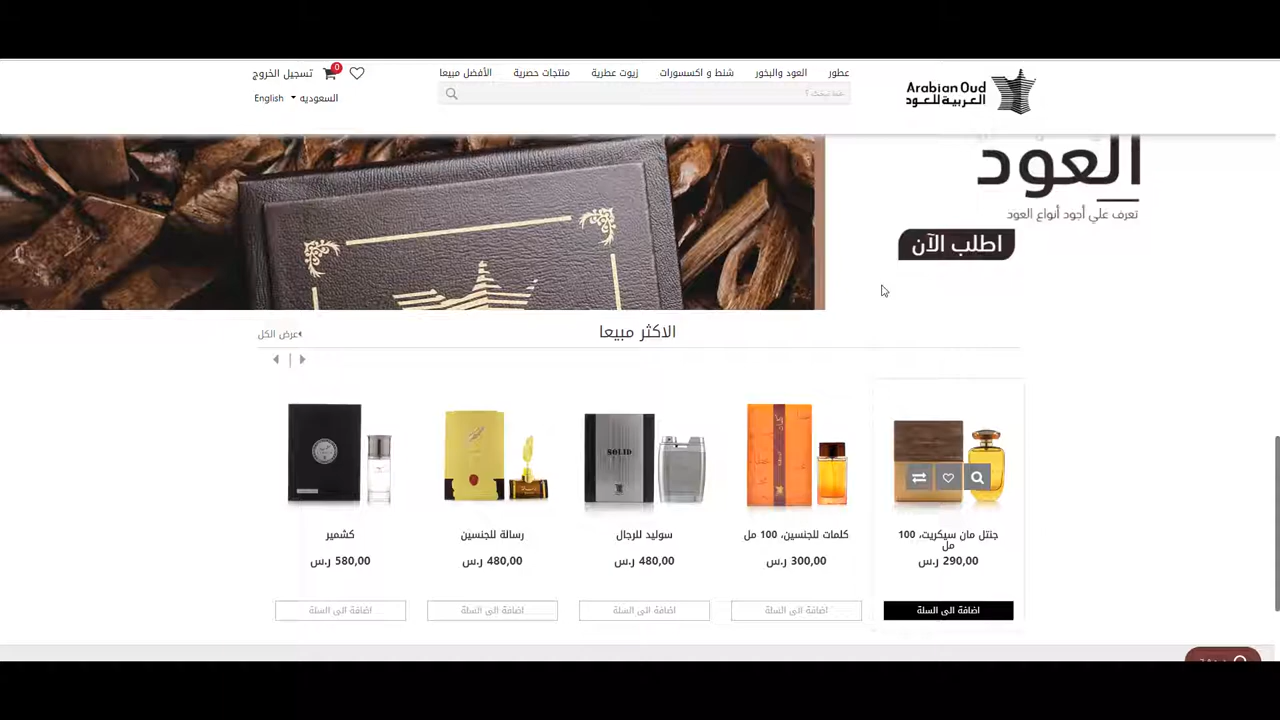 Arabian Oud
العربية للعود
عطور
العود والبخور
شنط و اكسسورات
زيوت عطرية
منتجات حصرية
الأفضل مبيعا
0
تسجيل الخروج
السعوديه
English
العود
تعرف علي أجود أنواع العود
اطلب الآن
الاكثر مبيعا
عرض الكل
SOLID
جنتل مان سيكريت، 100
مل
290,00 ر.س
اضافة الى السلة
كلمات للجنسين، 100 مل
300,00 ر.س
اضافة الى السلة
سوليد للرجال
480,00 ر.س
اضافة الى السلة
رسالة للجنسين
480,00 ر.س
اضافة الى السلة
كشمير
580,00 ر.س
اضافة الى السلة